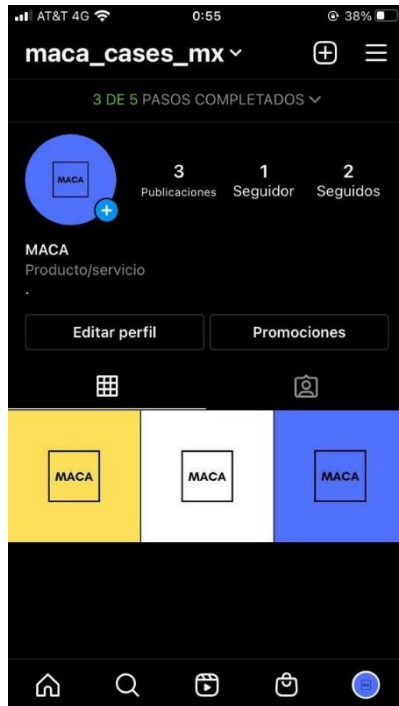 AT&T 4G 0:55 38%
maca_cases_mx
3 DE 5 PASOS COMPLETADOS
MACA
3 1 2
Publicaciones Seguidor Seguidos
MACA
Producto/servicio
.
Editar perfil Promociones
MACA MACA MACA